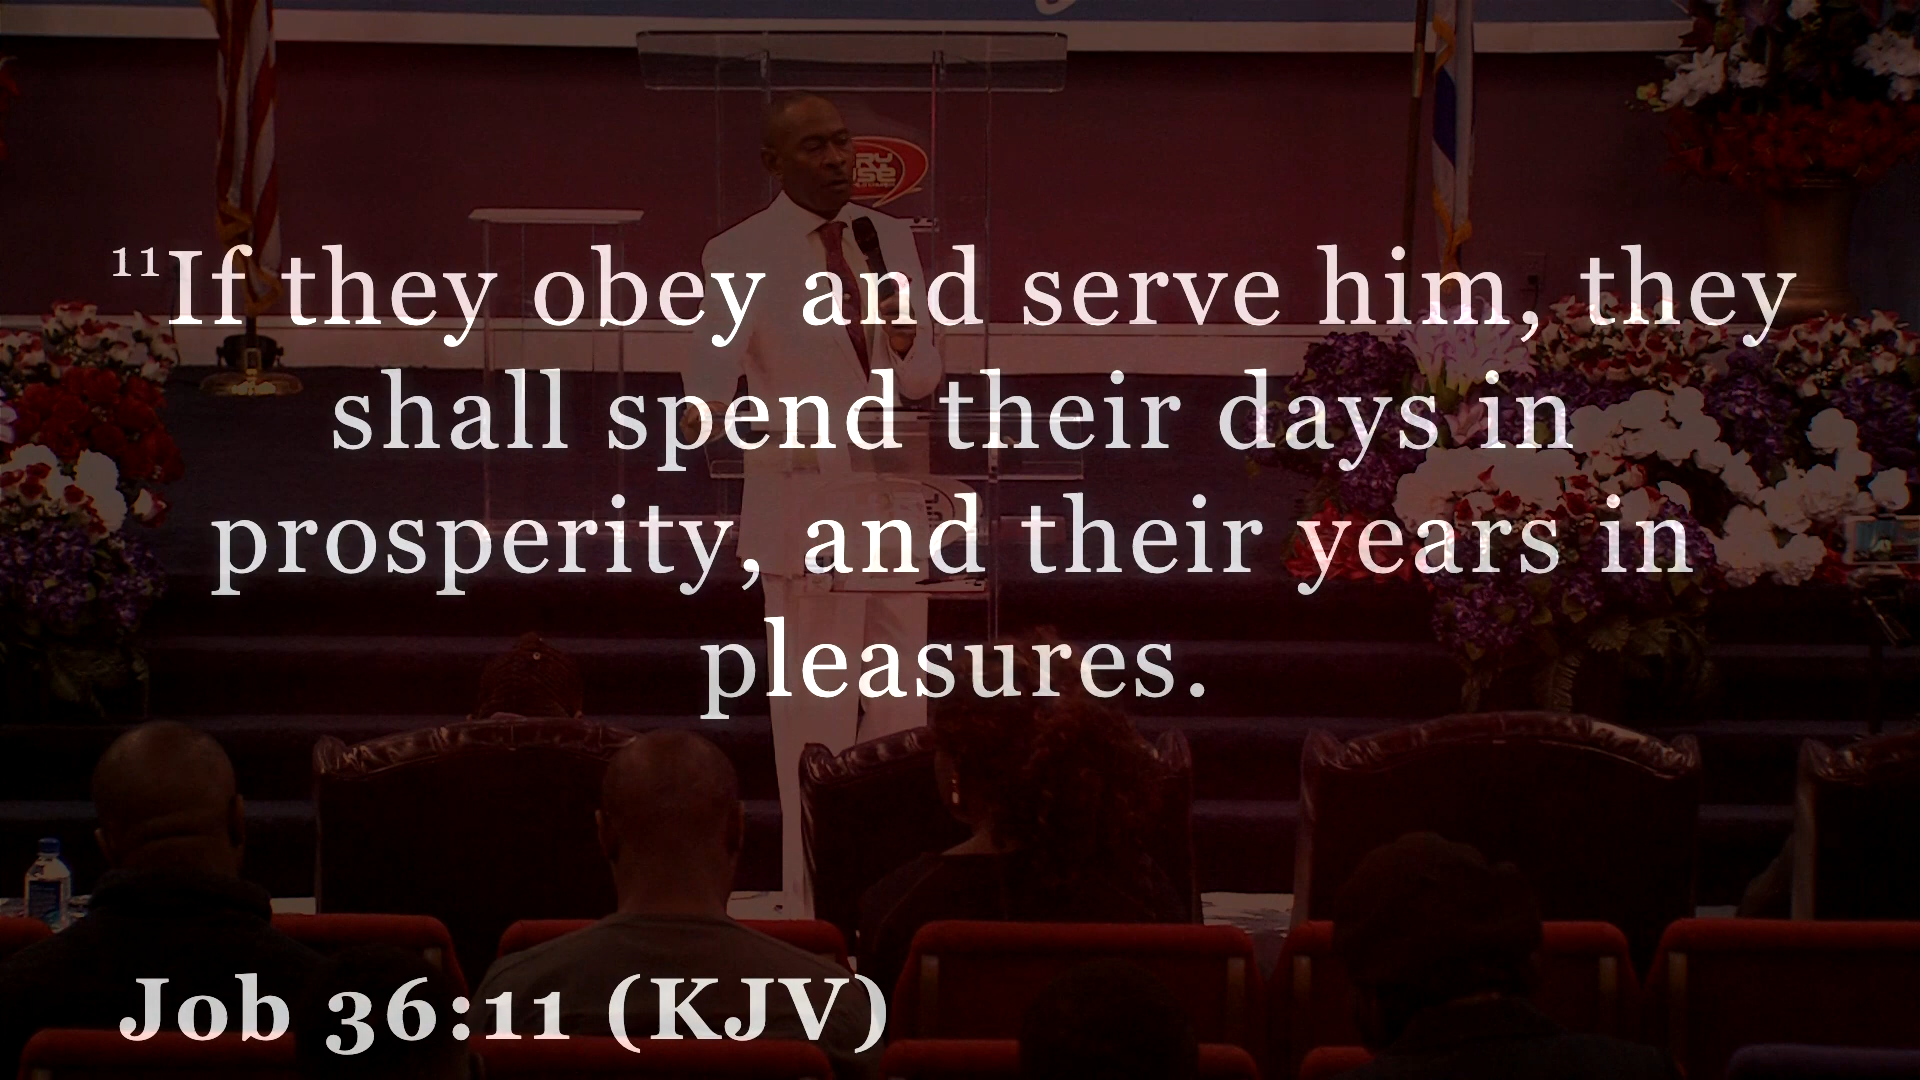 11If they obey and serve him, they
shall spend their days in
prosperity, and their years in
pleasures.
Job 36:11 (KJV)